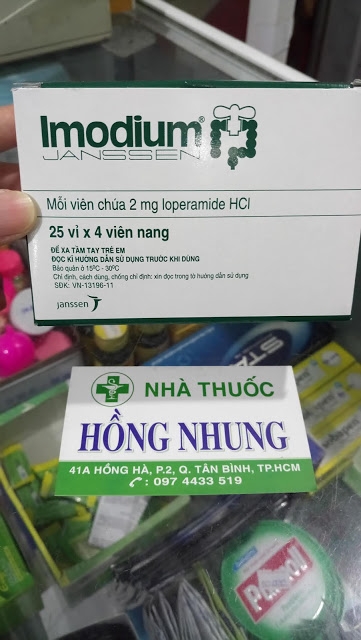 Imodium®
JANSSEN
Mỗi viên chứa 2 mg loperamide HCl
25 vỉ x 4 viên nang
ĐỂ XA TẦM TAY TRẺ EM
ĐỌC KĨ HƯỚNG DẪN SỬ DỤNG TRƯỚC KHI DÙNG
Bảo quản ở 15⁰C - 30⁰C
Chỉ định, cách dùng, chống chỉ định: xin đọc trong tờ hướng dẫn sử dụng
SĐK: VN-13196-11
janssen
NHÀ THUỐC
HỒNG NHUNG
41A HỒNG HÀ, P.2, Q. TÂN BÌNH, TP.HCM
: 097 4433 519